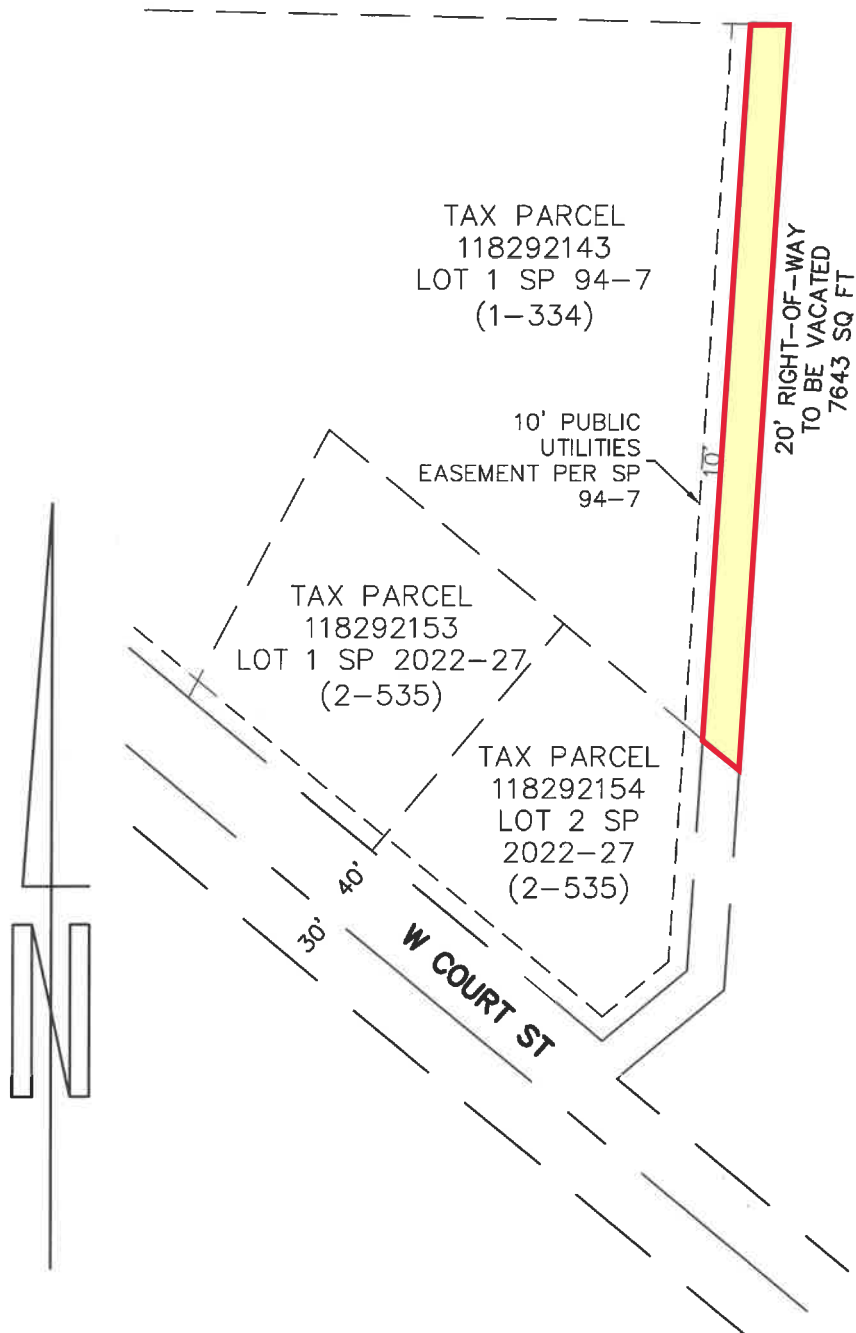 TAX PARCEL
118292143
LOT 1 SP 94-7
(1-334)
20' RIGHT-OF-WAY
TO BE VACATED
7643 SQ FT
10' PUBLIC
UTILITIES
EASEMENT PER SP
94-7
10'
TAX PARCEL
118292153
LOT 1 SP 2022-27
(2-535)
TAX PARCEL
118292154
LOT 2 SP
2022-27
(2-535)
40'
30'
W COURT ST
N